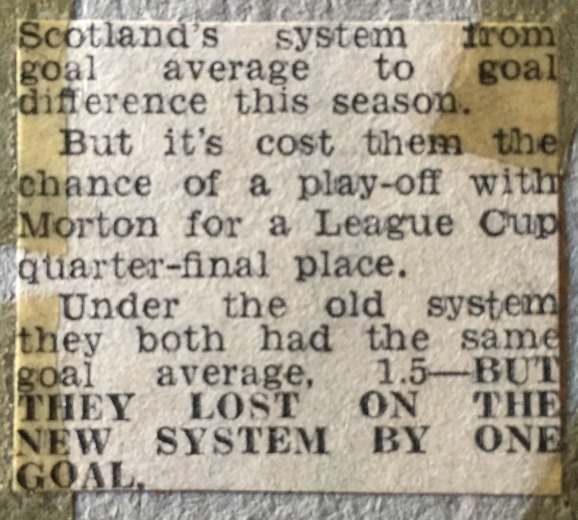 Scotland's system from
goal average to goal
difference this season.
But it's cost them the
chance of a play-off with
Morton for a League Cup
quarter-final place.
Under the old system
they both had the same
goal average, 1.5—BUT
THEY LOST ON THE
NEW SYSTEM BY ONE
GOAL.